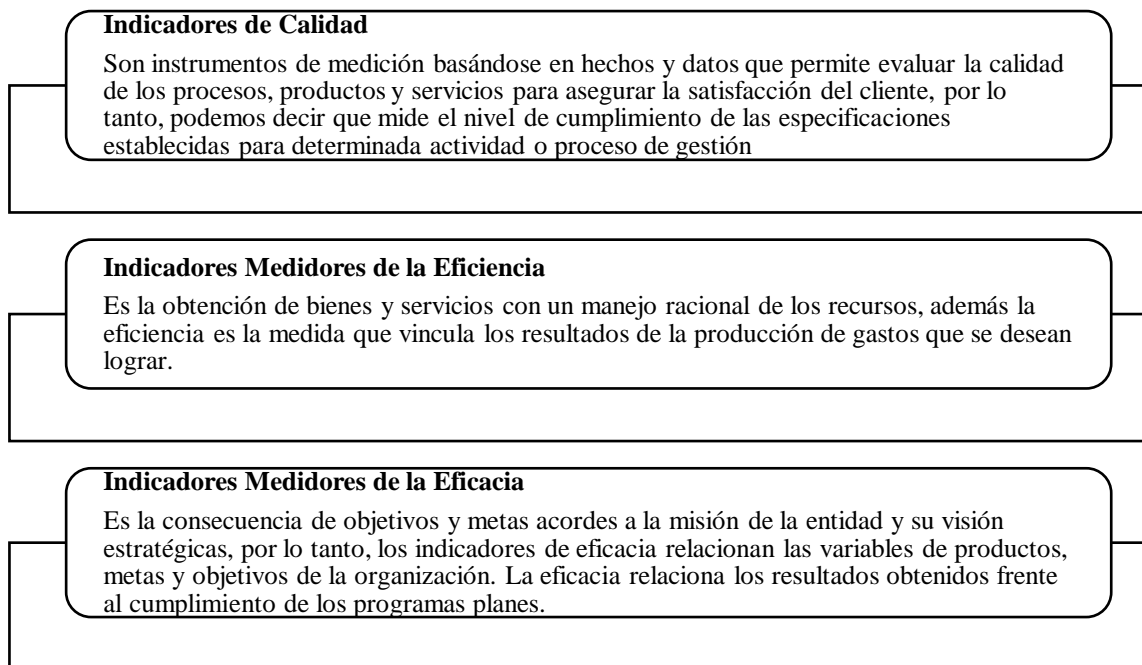 Indicadores de Calidad
Son instrumentos de medición basándose en hechos y datos que permite evaluar la calidad
de los procesos, productos y servicios para asegurar la satisfacción del cliente, por lo
tanto, podemos decir que mide el nivel de cumplimiento de las especificaciones
establecidas para determinada actividad o proceso de gestión
Indicadores Medidores de la Eficiencia
Es la obtención de bienes y servicios con un manejo racional de los recursos, además la
eficiencia es la medida que vincula los resultados de la producción de gastos que se desean
lograr.
Indicadores Medidores de la Eficacia
Es la consecuencia de objetivos y metas acordes a la misión de la entidad y su visión
estratégicas, por lo tanto, los indicadores de eficacia relacionan las variables de productos,
metas y objetivos de la organización. La eficacia relaciona los resultados obtenidos frente
al cumplimiento de los programas planes.